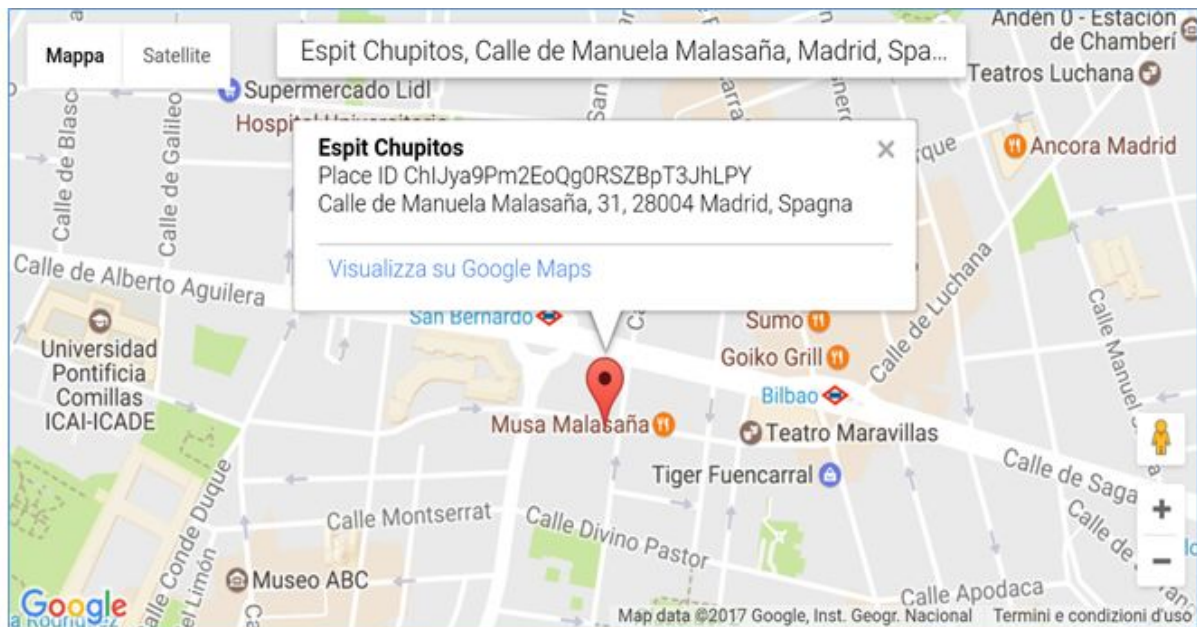 Mappa
Satellite
Espit Chupitos, Calle de Manuela Malasaña, Madrid, Spa...
Anden 0 - Estación
de Chamberí
Teatros Luchana
Supermercado Lidl
Calle de Galileo
Ancora Madrid
Espit Chupitos
Place ID ChIJya9Pm2EoQg0RSZBpT3JhLPY
Calle de Manuela Malasaña, 31, 28004 Madrid, Spagna
Visualizza su Google Maps
Calle de Alberto Aguilera
Calle de Luchana
Calle Manuel
San Bernardo
Sumo
Goiko Grill
Bilbao
Universidad
Pontificia
Comillas
ICAI-ICADE
Musa Malasaña
Teatro Maravillas
Tiger Fuencarral
Calle de Saga
Calle Conde Duque
Calle Montserrat
Calle Divino Pastor
Calle de
Museo ABC
Calle Apodaca
Google
Map data ©2017 Google, Inst. Geogr. Nacional
Termini e condizioni d'uso